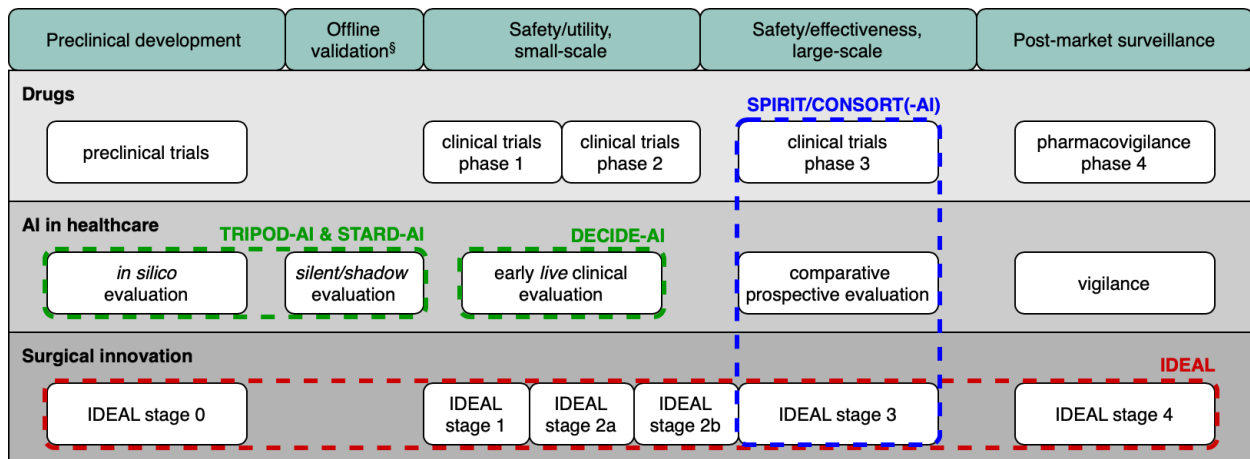 Preclinical development
Offline
validation§
Safety/utility,
small-scale
Safety/effectiveness,
large-scale
Post-market surveillance
Drugs
SPIRIT/CONSORT(-AI)
preclinical trials
clinical trials
phase 1
clinical trials
phase 2
clinical trials
phase 3
pharmacovigilance
phase 4
AI in healthcare
TRIPOD-AI & STARD-AI
DECIDE-AI
in silico
evaluation
silent/shadow
evaluation
early live clinical
evaluation
comparative
prospective evaluation
vigilance
Surgical innovation
IDEAL
IDEAL stage 0
IDEAL
stage 1
IDEAL
stage 2a
IDEAL
stage 2b
IDEAL stage 3
IDEAL stage 4